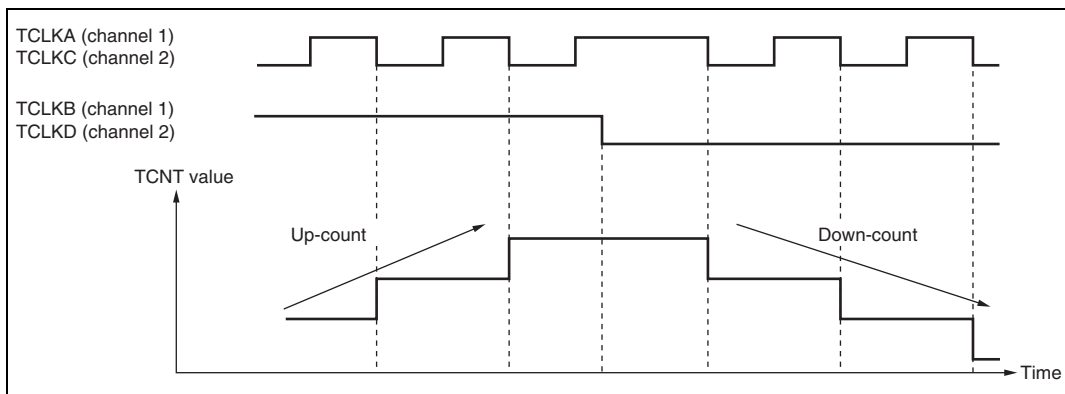 TCLKA (channel 1)
TCLKC (channel 2)
TCLKB (channel 1)
TCLKD (channel 2)
TCNT value
Up-count
Down-count
Time